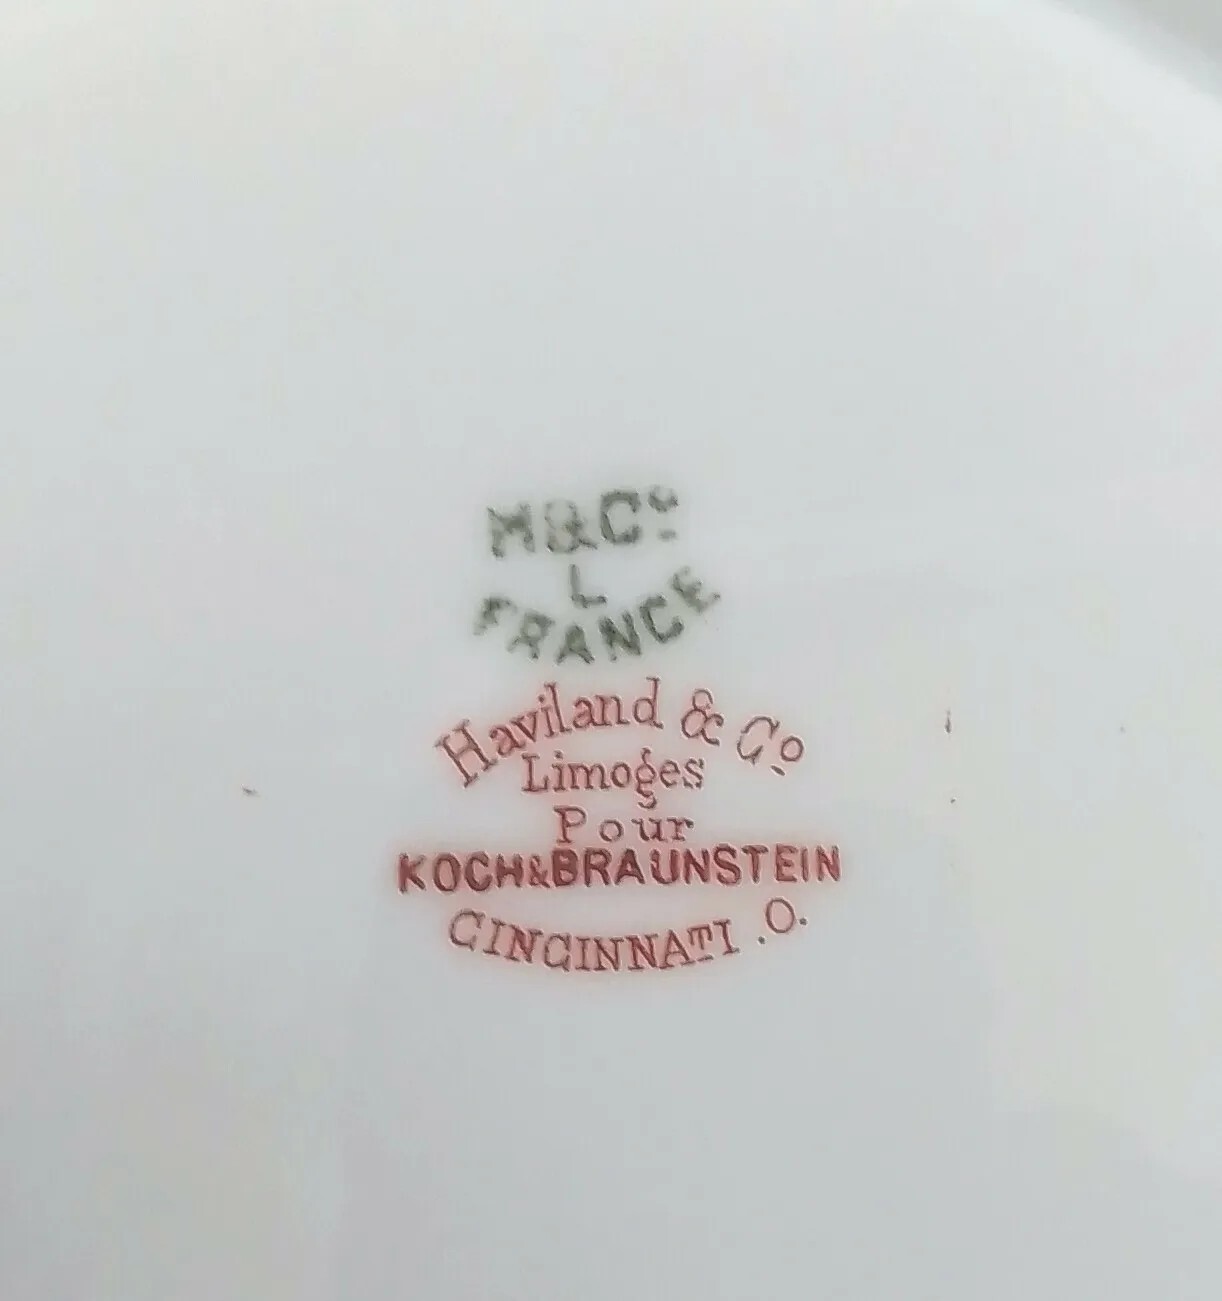 H&Cº
L
FRANCE
Haviland & Cº
Limoges
Pour
KOCH&BRAUNSTEIN
CINCINNATI.O.